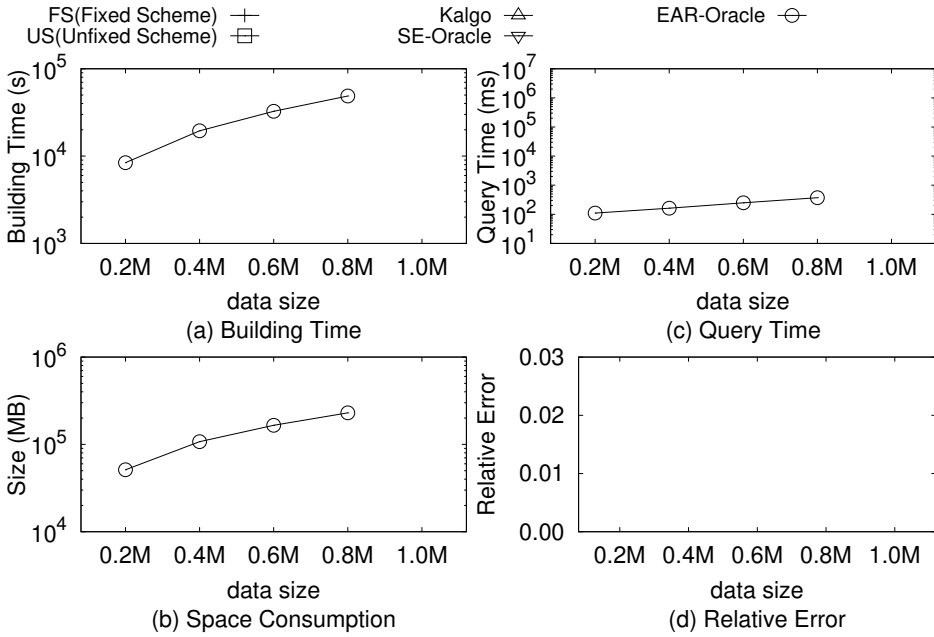 FS(Fixed Scheme)
US(Unfixed Scheme)
Kalgo
SE-Oracle
EAR-Oracle
Building Time (s)
10^5
10^4
10^3
0.2M 0.4M 0.6M 0.8M 1.0M
data size
(a) Building Time
Query Time (ms)
10^7
10^6
10^5
10^4
10^3
10^2
10^1
0.2M 0.4M 0.6M 0.8M 1.0M
data size
(c) Query Time
Size (MB)
10^6
10^5
10^4
0.2M 0.4M 0.6M 0.8M 1.0M
data size
(b) Space Consumption
Relative Error
0.03
0.02
0.01
0.00
0.2M 0.4M 0.6M 0.8M 1.0M
data size
(d) Relative Error